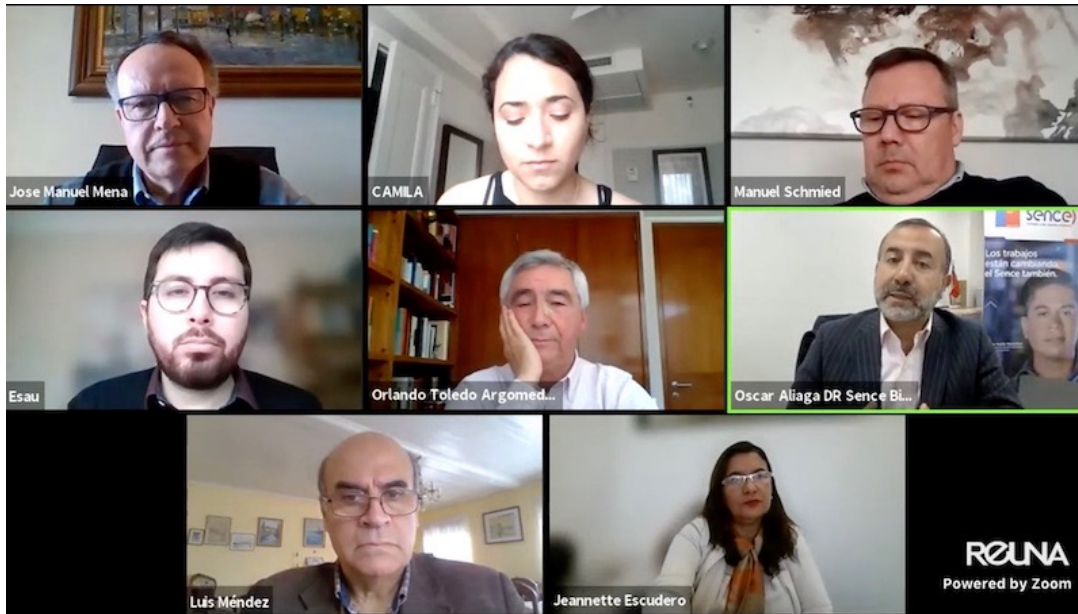 Jose Manuel Mena
CAMILA
Manuel Schmied
sence)
Los trabajos
están cambiando,
el Sence también.
Esau
Orlando Toledo Argomed...
Oscar Aliaga DR Sence Bi...
Luis Méndez
Jeannette Escudero
REUNA
Powered by Zoom